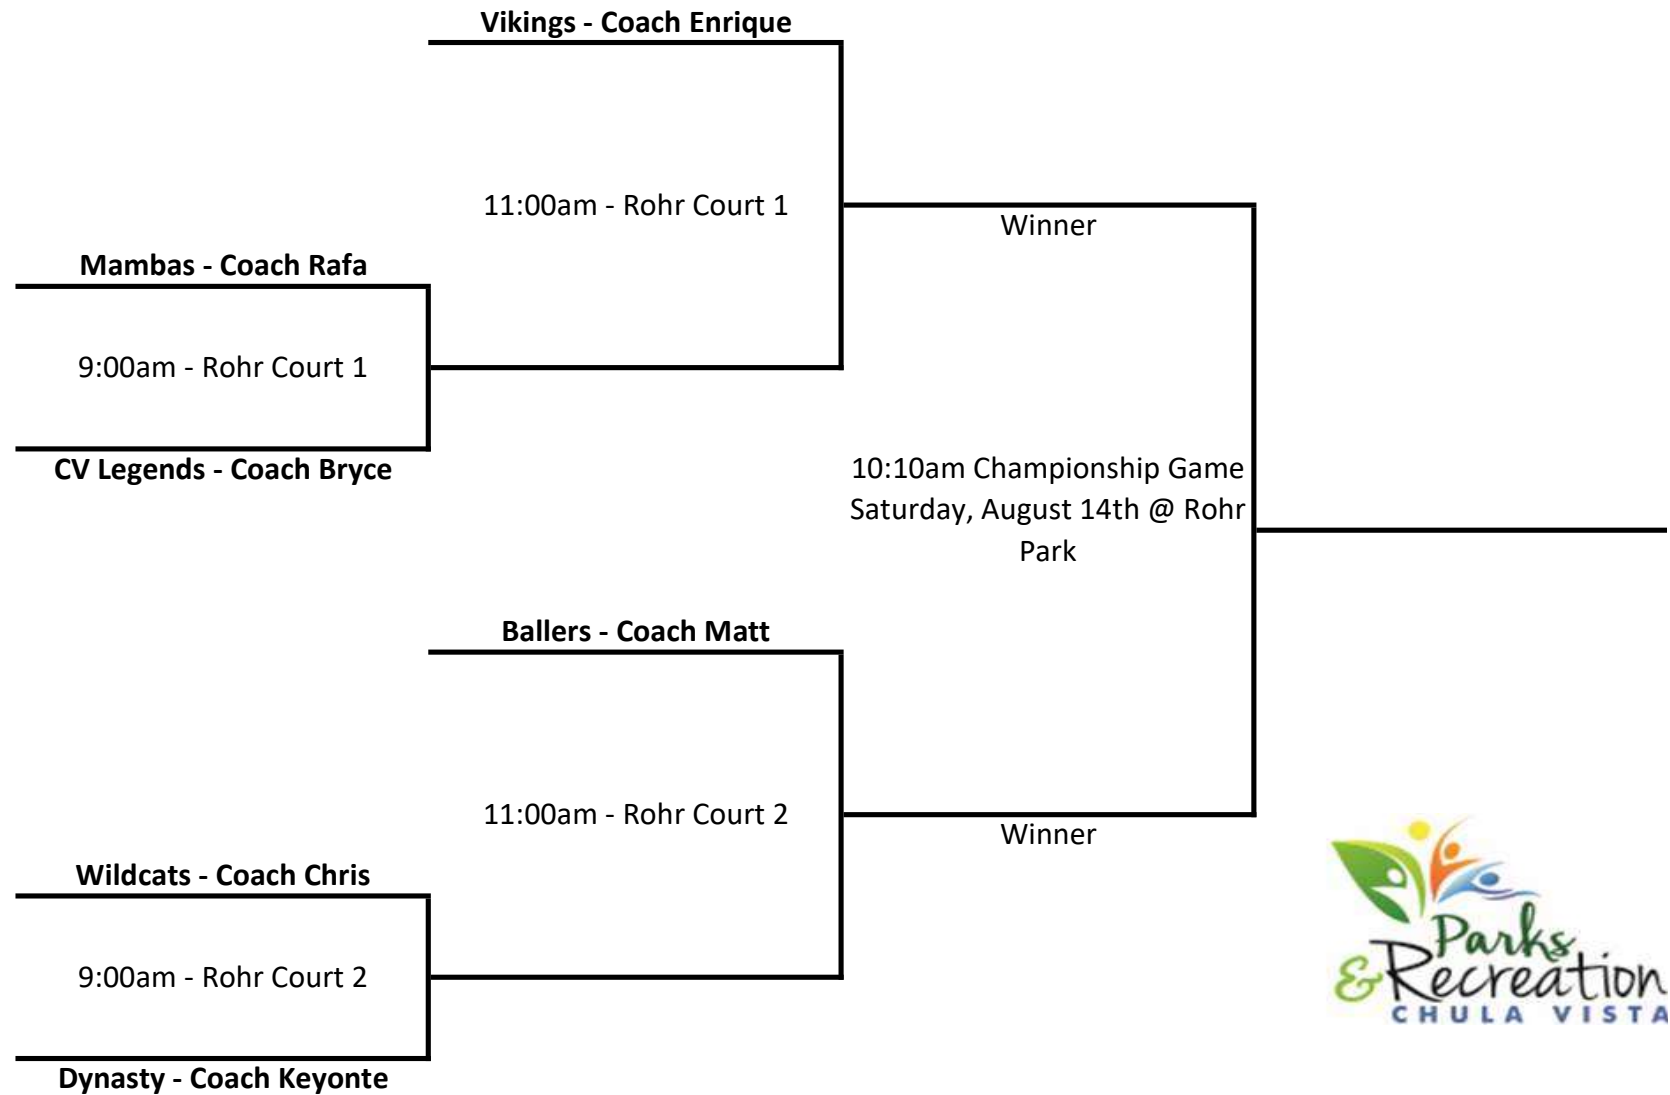 Vikings - Coach Enrique
11:00am - Rohr Court 1
Winner
Mambas - Coach Rafa
9:00am - Rohr Court 1
CV Legends - Coach Bryce
10:10am Championship Game
Saturday, August 14th @ Rohr
Park
Ballers - Coach Matt
11:00am - Rohr Court 2
Winner
Wildcats - Coach Chris
9:00am - Rohr Court 2
Dynasty - Coach Keyonte
Parks
& Recreation
CHULA VISTA